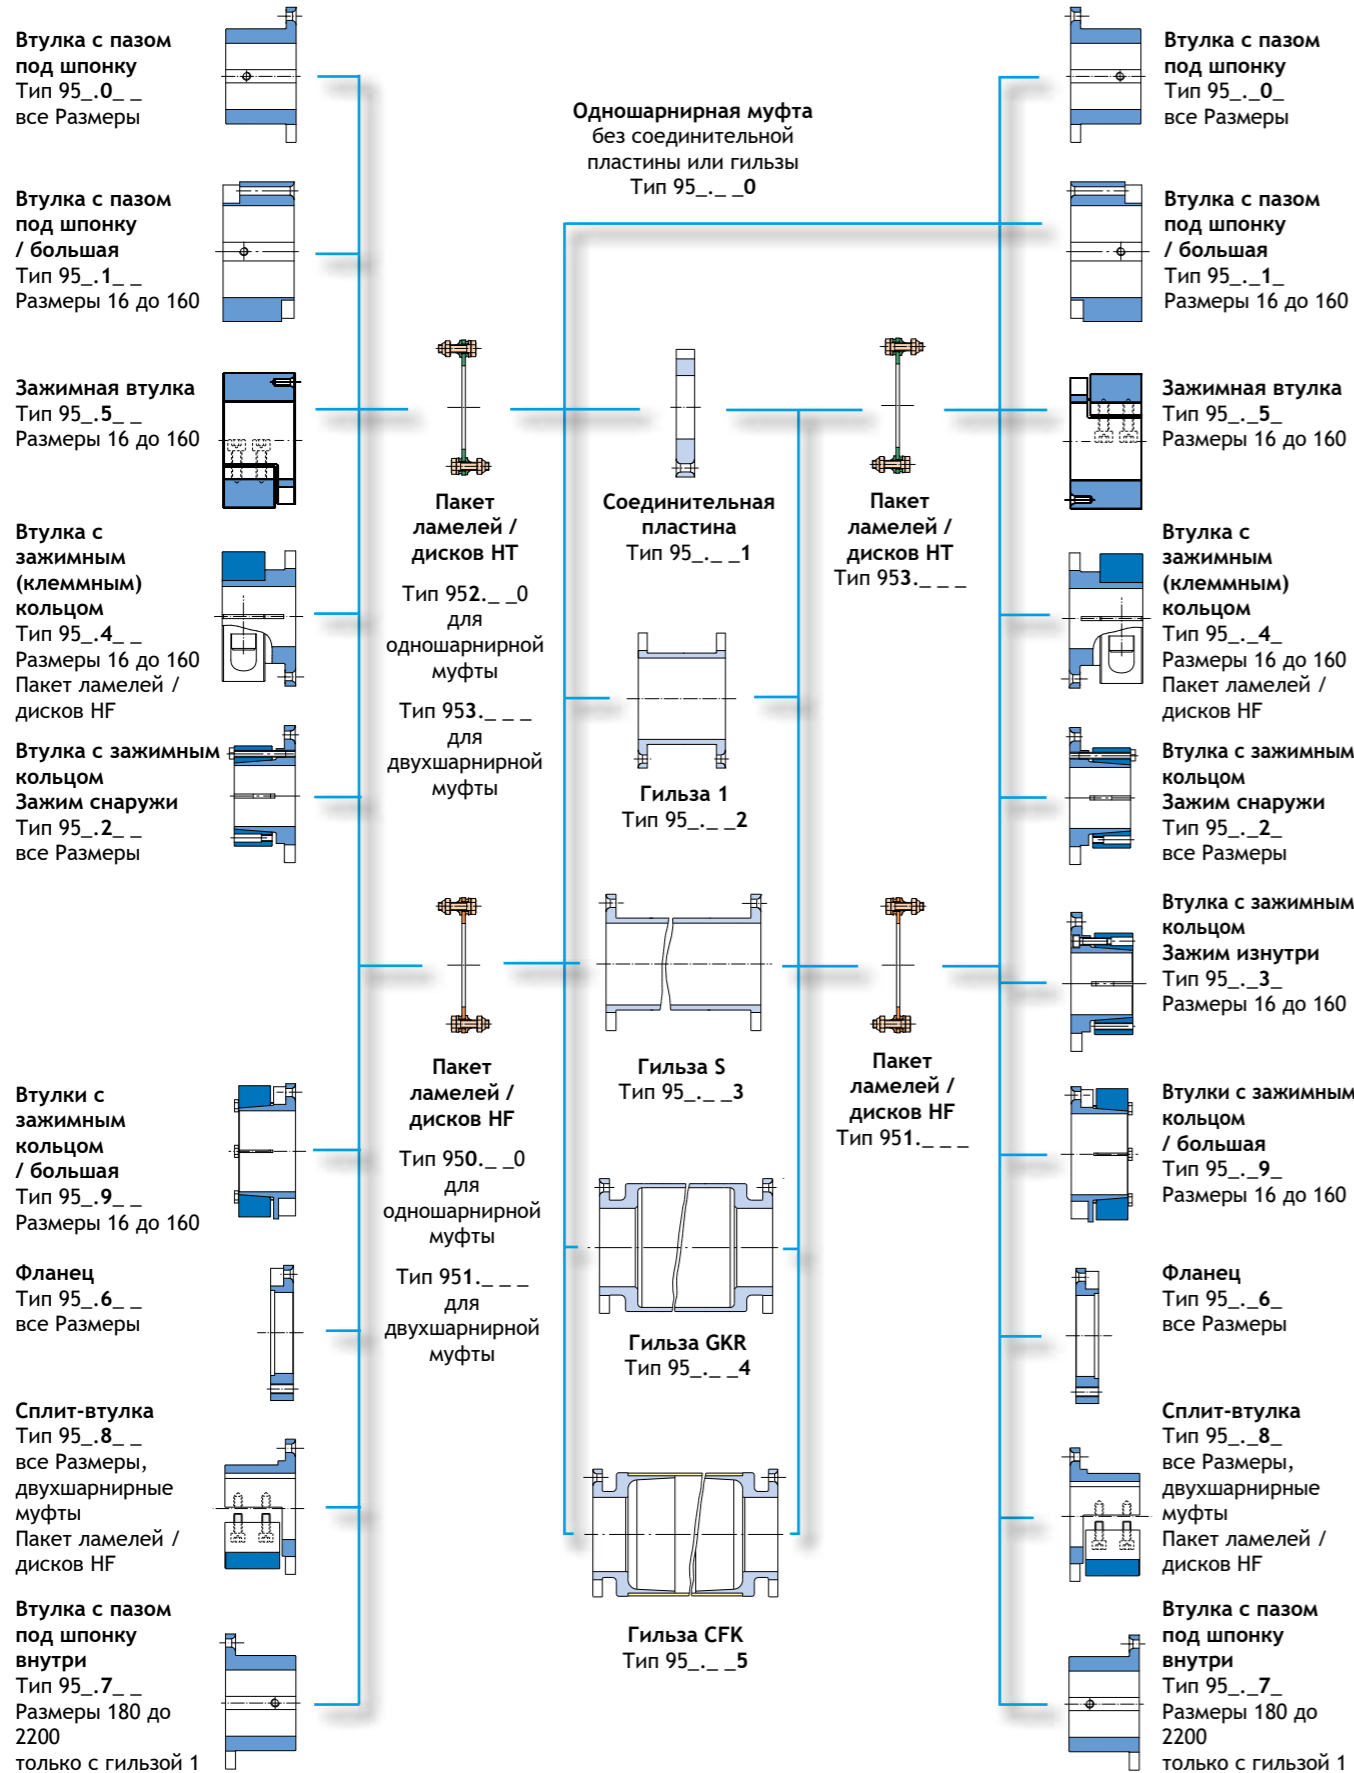 Втулка с пазом
под шпонку
Тип 95_.0_ _
все Размеры
Втулка с пазом
под шпонку
/ большая
Тип 95_.1_ _
Размеры 16 до 160
Зажимная втулка
Тип 95_.5_ _
Размеры 16 до 160
Втулка с
зажимным
(клеммным)
кольцом
Тип 95_.4_ _
Размеры 16 до 160
Пакет ламелей /
дисков HF
Втулка с зажимным
кольцом
Зажим снаружи
Тип 95_.2_ _
все Размеры
Втулки с
зажимным
кольцом
/ большая
Тип 95_.9_ _
Размеры 16 до 160
Фланец
Тип 95_.6_ _
все Размеры
Сплит-втулка
Тип 95_.8_ _
все Размеры,
двухшарнирные
муфты
Пакет ламелей /
дисков HF
Втулка с пазом
под шпонку
внутри
Тип 95_.7_ _
Размеры 180 до
2200
только с гильзой 1
Пакет
ламелей /
дисков HT
Тип 952._ _0
для
одношарнирной
муфты
Тип 953._ _ _
для
двухшарнирной
муфты
Пакет
ламелей /
дисков HF
Тип 950._ _0
для
одношарнирной
муфты
Тип 951._ _ _
для
двухшарнирной
муфты
Одношарнирная муфта
без соединительной
пластины или гильзы
Тип 95_._ _0
Соединительная
пластина
Тип 95_._ _1
Гильза 1
Тип 95_._ _2
Гильза S
Тип 95_._ _3
Гильза GKR
Тип 95_._ _4
Гильза CFK
Тип 95_._ _5
Пакет
ламелей /
дисков HT
Тип 953._ _ _
Пакет
ламелей /
дисков HF
Тип 951._ _ _
Втулка с пазом
под шпонку
Тип 95_._0_
все Размеры
Втулка с пазом
под шпонку
/ большая
Тип 95_._1_
Размеры 16 до 160
Зажимная втулка
Тип 95_._5_
Размеры 16 до 160
Втулка с
зажимным
(клеммным)
кольцом
Тип 95_._4_
Размеры 16 до 160
Пакет ламелей /
дисков HF
Втулка с зажимным
кольцом
Зажим снаружи
Тип 95_._2_
все Размеры
Втулка с зажимным
кольцом
Зажим изнутри
Тип 95_._3_
Размеры 16 до 160
Втулки с зажимным
кольцом
/ большая
Тип 95_._9_
Размеры 16 до 160
Фланец
Тип 95_._6_
все Размеры
Сплит-втулка
Тип 95_._8_
все Размеры,
двухшарнирные
муфты
Пакет ламелей /
дисков HF
Втулка с пазом
под шпонку
внутри
Тип 95_._7_
Размеры 180 до
2200
только с гильзой 1